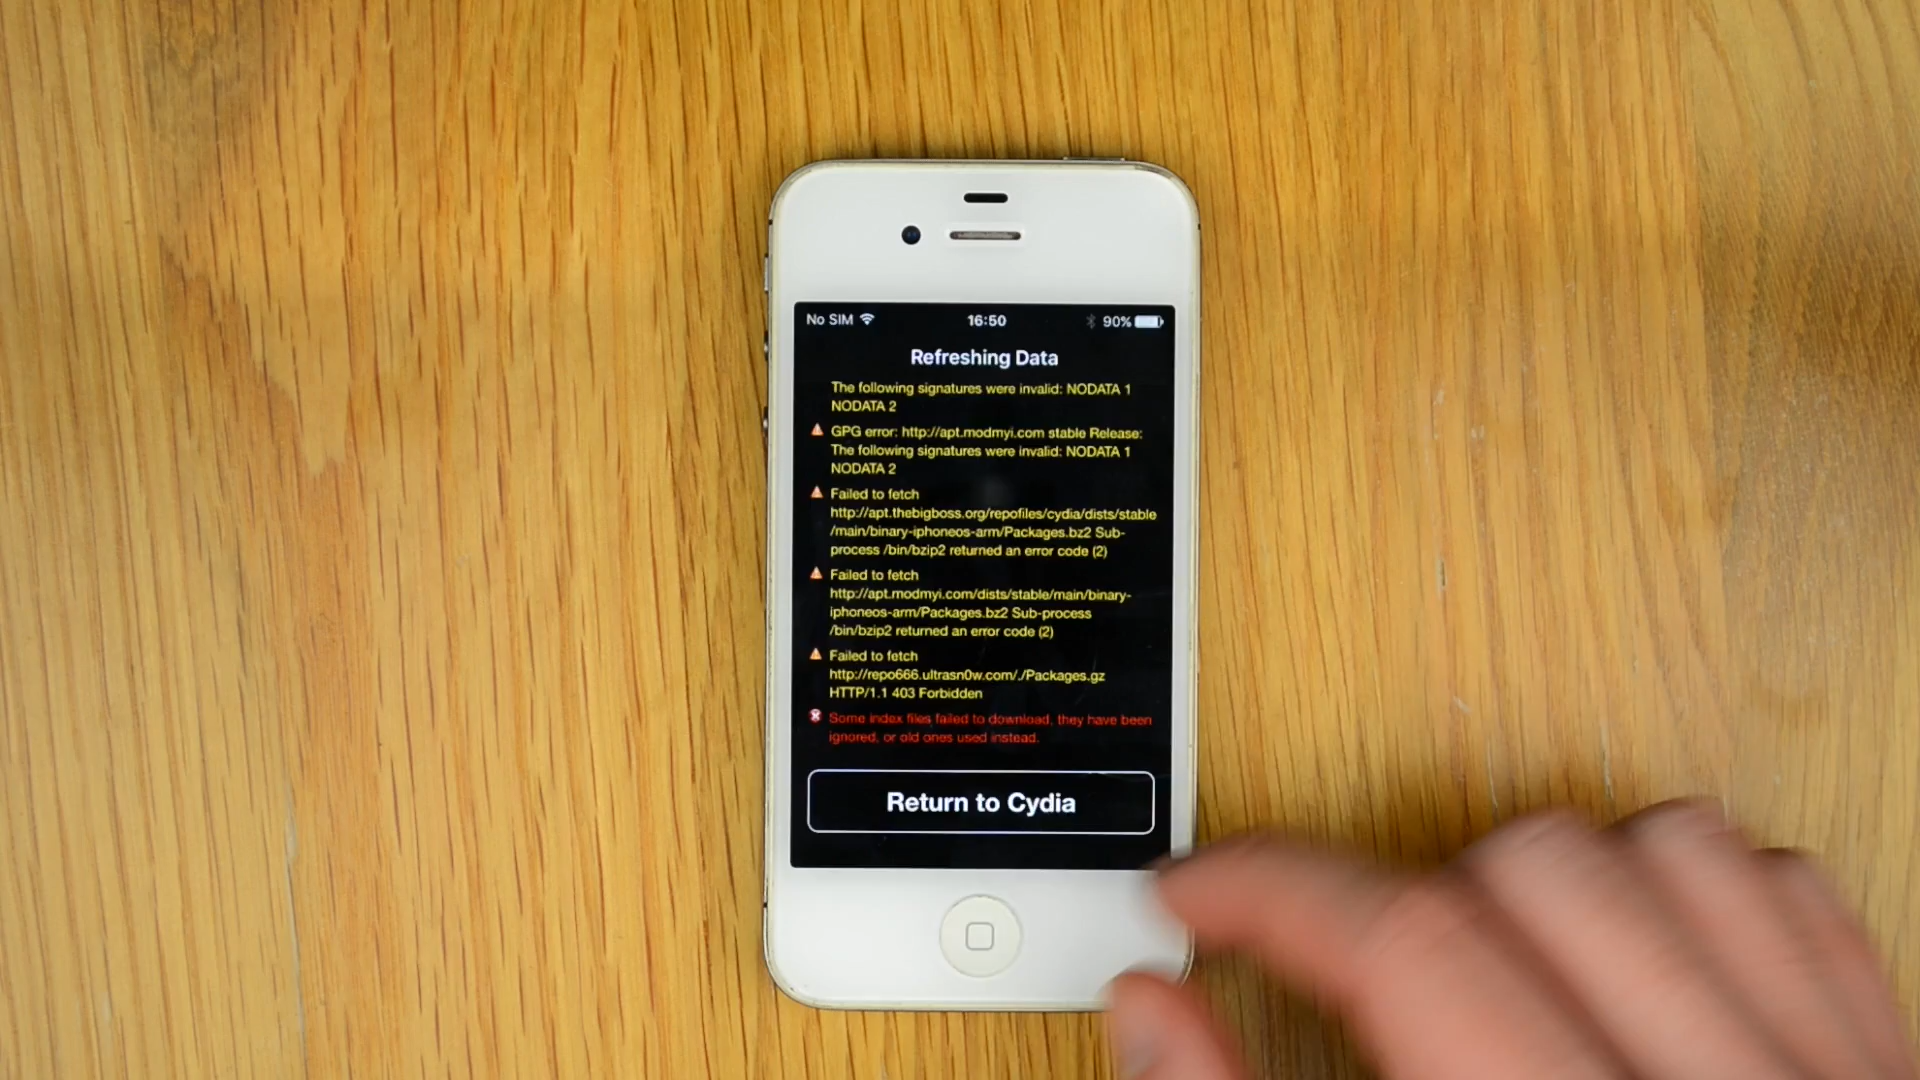 No SIM 16:50 90%
Refreshing Data
The following signatures were invalid: NODATA 1
NODATA 2
GPG error: http://apt.modmyi.com stable Release:
The following signatures were invalid: NODATA 1
NODATA 2
Failed to fetch
http://apt.thebigboss.org/repofiles/cydia/dists/stable
/main/binary-iphoneos-arm/Packages.bz2 Sub-
process /bin/bzip2 returned an error code (2)
Failed to fetch
http://apt.modmyi.com/dists/stable/main/binary-
iphoneos-arm/Packages.bz2 Sub-process
/bin/bzip2 returned an error code (2)
Failed to fetch
http://repo666.ultrasn0w.com/./Packages.gz
HTTP/1.1 403 Forbidden
Some index files failed to download, they have been
ignored, or old ones used instead.
Return to Cydia